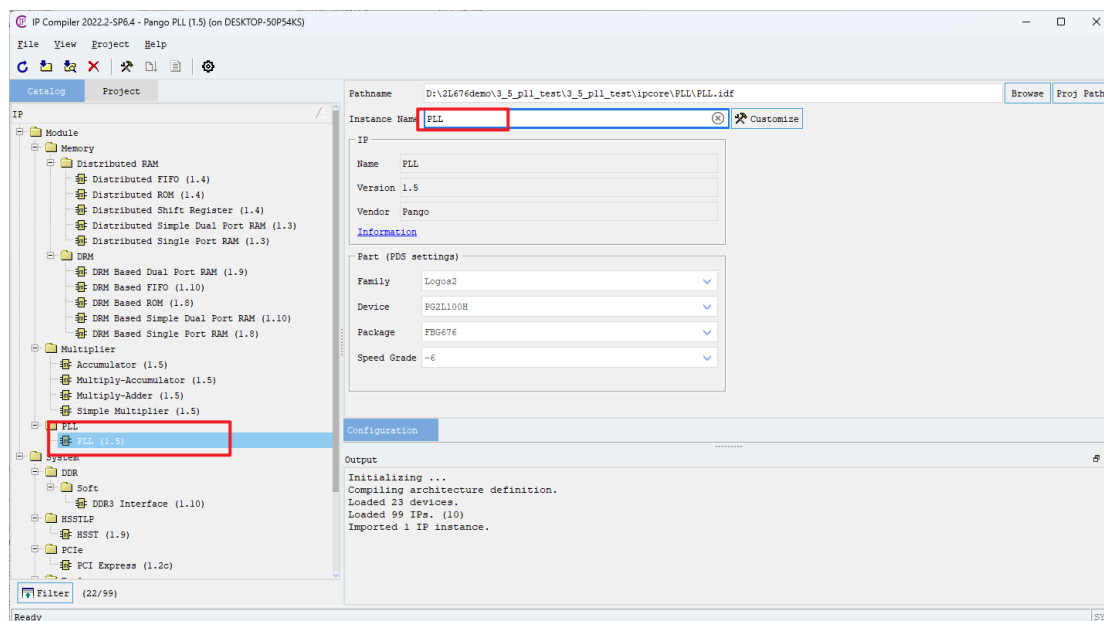 IP Compiler 2022.2-SP6.4 - Pango PLL (1.5) (on DESKTOP-50P54KS)
File View Project Help
Catalog Project
IP
Module
Memory
Distributed RAM
Distributed FIFO (1.4)
Distributed ROM (1.4)
Distributed Shift Register (1.4)
Distributed Simple Dual Port RAM (1.3)
Distributed Single Port RAM (1.3)
DRM
DRM Based Dual Port RAM (1.9)
DRM Based FIFO (1.10)
DRM Based ROM (1.8)
DRM Based Simple Dual Port RAM (1.10)
DRM Based Single Port RAM (1.8)
Multiplier
Accumulator (1.5)
Multiply-Accumulator (1.5)
Multiply-Adder (1.5)
Simple Multiplier (1.5)
PLL
PLL (1.5)
System
DDR
Soft
DDR3 Interface (1.10)
HSSTLP
HSST (1.9)
PCIe
PCI Express (1.2c)
Filter (22/99)
Pathname D:\2L676demo\3_5_pll_test\3_5_pll_test\ipcore\PLL\PLL.idf Browse Proj Path
Instance Name PLL Customize
IP
Name PLL
Version 1.5
Vendor Pango
Information
Part (PDS settings)
Family Logos2
Device PG2L100H
Package FBG676
Speed Grade -6
Configuration
Output
Initializing ...
Compiling architecture definition.
Loaded 23 devices.
Loaded 99 IPs. (10)
Imported 1 IP instance.
Ready